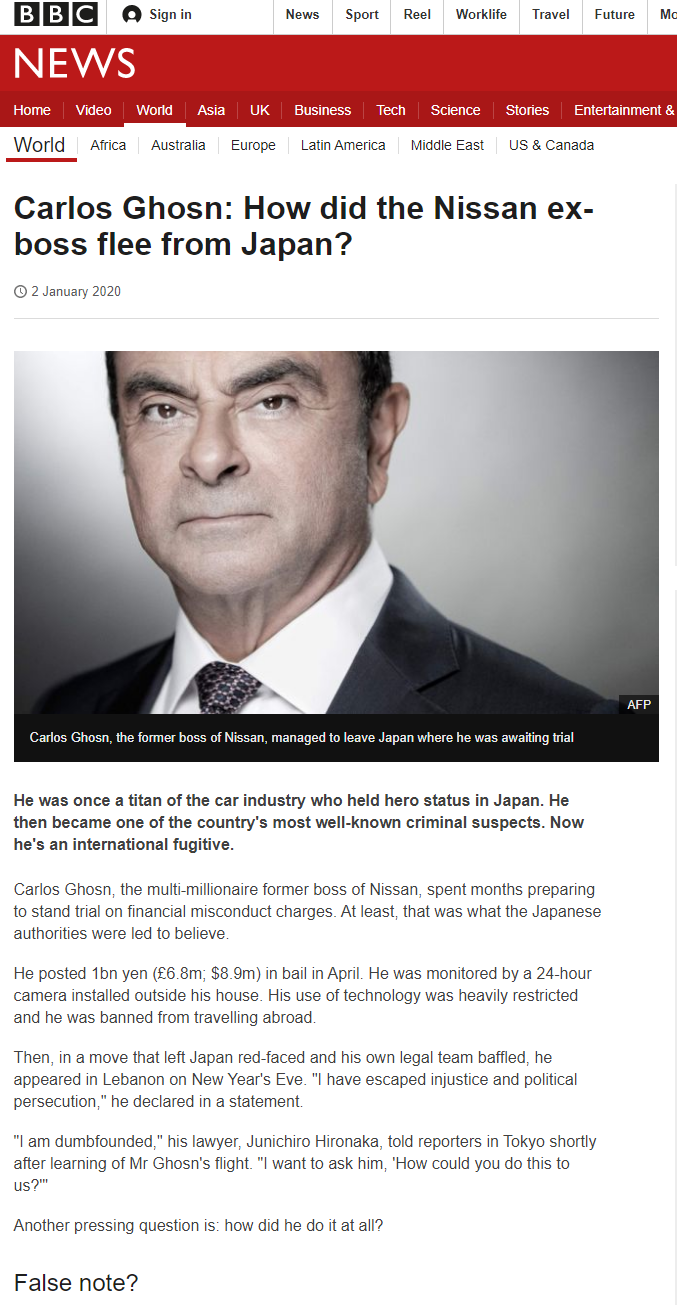 BBC Sign in News Sport Reel Worklife Travel Future Mo
NEWS
Home Video World Asia UK Business Tech Science Stories Entertainment &
World Africa Australia Europe Latin America Middle East US & Canada
Carlos Ghosn: How did the Nissan ex-
boss flee from Japan?
2 January 2020
AFP
Carlos Ghosn, the former boss of Nissan, managed to leave Japan where he was awaiting trial
He was once a titan of the car industry who held hero status in Japan. He
then became one of the country's most well-known criminal suspects. Now
he's an international fugitive.
Carlos Ghosn, the multi-millionaire former boss of Nissan, spent months preparing
to stand trial on financial misconduct charges. At least, that was what the Japanese
authorities were led to believe.
He posted 1bn yen (£6.8m; $8.9m) in bail in April. He was monitored by a 24-hour
camera installed outside his house. His use of technology was heavily restricted
and he was banned from travelling abroad.
Then, in a move that left Japan red-faced and his own legal team baffled, he
appeared in Lebanon on New Year's Eve. "I have escaped injustice and political
persecution," he declared in a statement.
"I am dumbfounded," his lawyer, Junichiro Hironaka, told reporters in Tokyo shortly
after learning of Mr Ghosn's flight. "I want to ask him, 'How could you do this to
us?'"
Another pressing question is: how did he do it at all?
False note?